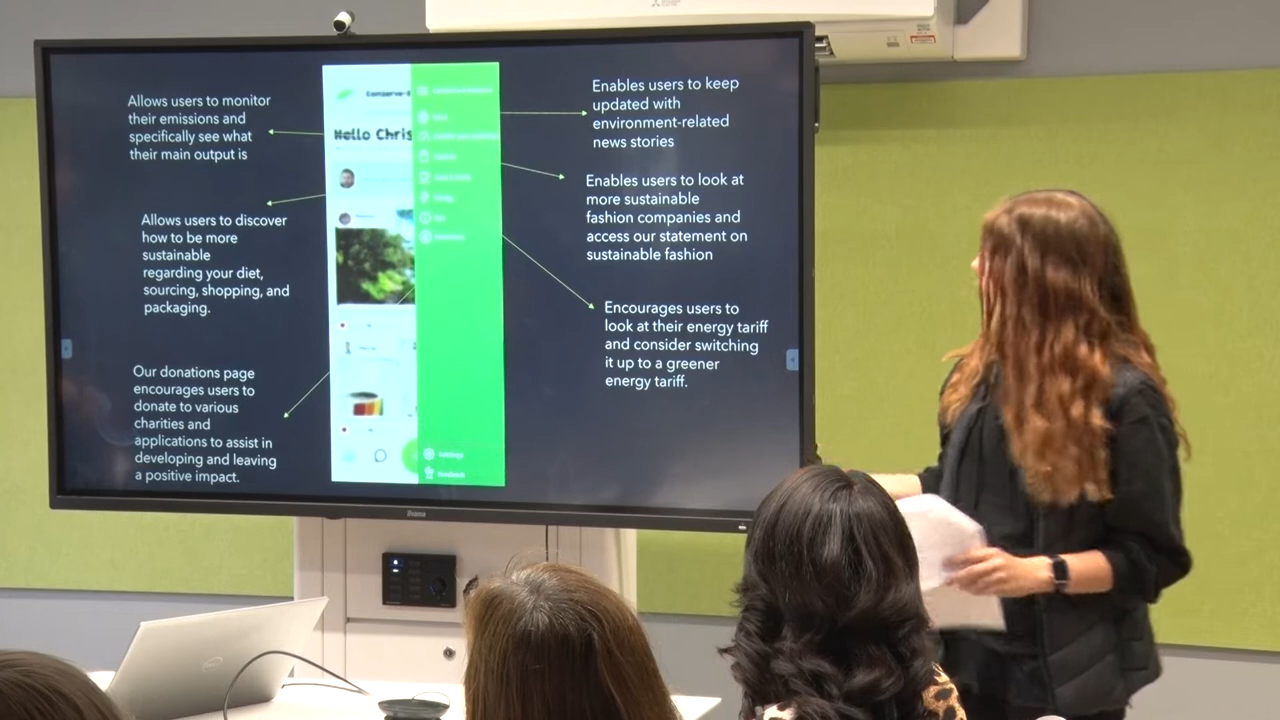 Allows users to monitor
their emissions and
specifically see what
their main output is
Allows users to discover
how to be more
sustainable
regarding your diet,
sourcing, shopping, and
packaging.
Our donations page
encourages users to
donate to various
charities and
applications to assist in
developing and leaving
a positive impact.
Hello Chris
Settings
Feedback
Enables users to keep
updated with
environment-related
news stories
Enables users to look at
more sustainable
fashion companies and
access our statement on
sustainable fashion
Encourages users to
look at their energy tariff
and consider switching
it up to a greener
energy tariff.
iiyama
DELL